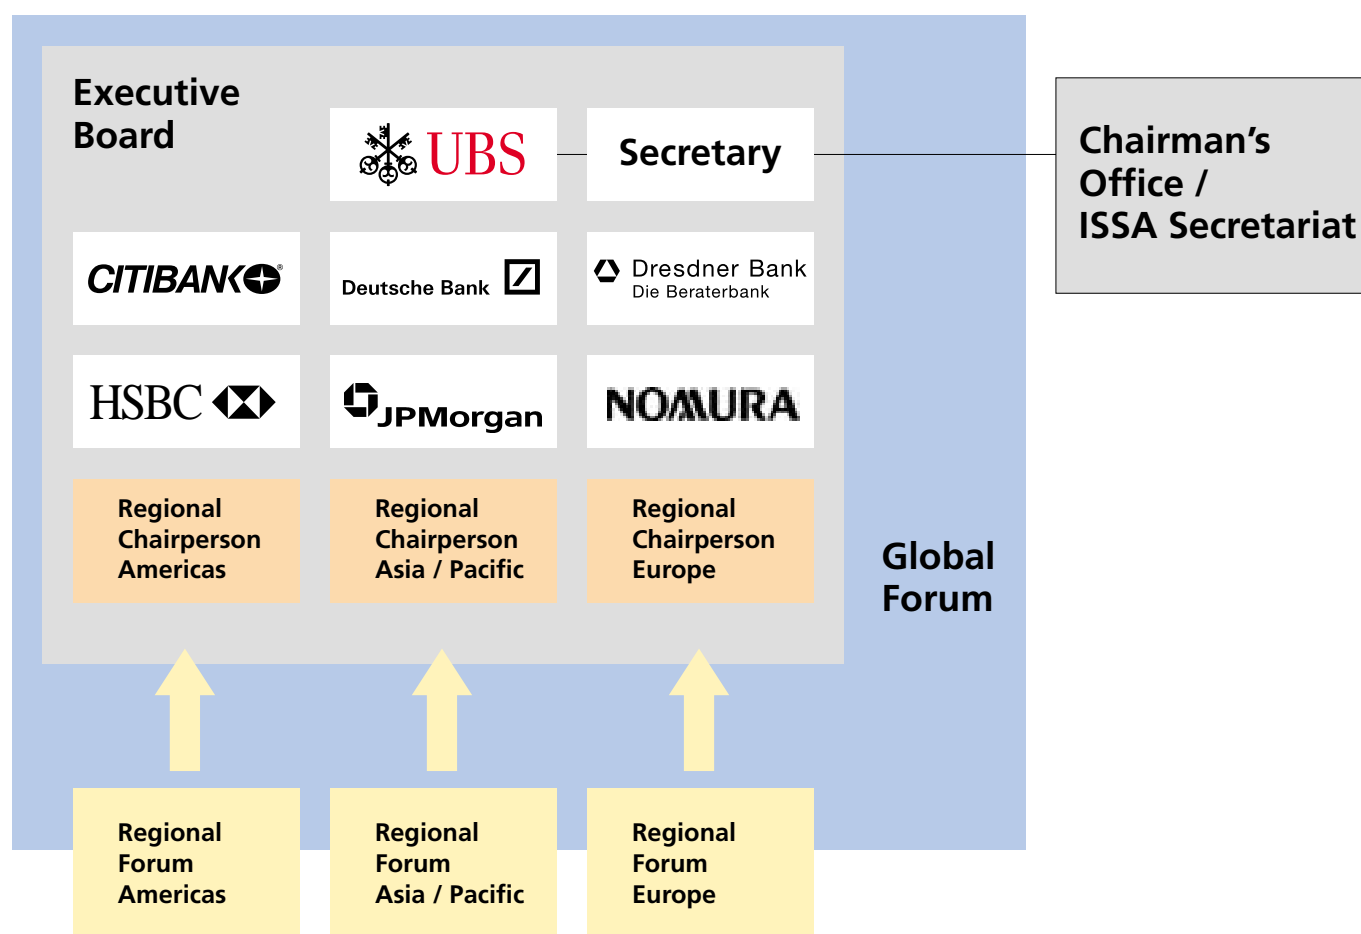 Executive
Board
UBS
Secretary
Chairman's
Office /
ISSA Secretariat
CITIBANK®
Deutsche Bank
Dresdner Bank
Die Beraterbank
HSBC
JPMorgan
NOMURA
Regional
Chairperson
Americas
Regional
Chairperson
Asia / Pacific
Regional
Chairperson
Europe
Global
Forum
Regional
Forum
Americas
Regional
Forum
Asia / Pacific
Regional
Forum
Europe